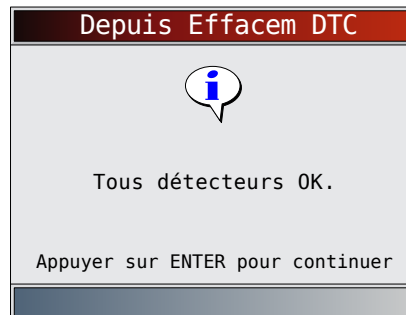 Depuis Effacem DTC
Tous détecteurs OK.
Appuyer sur ENTER pour continuer